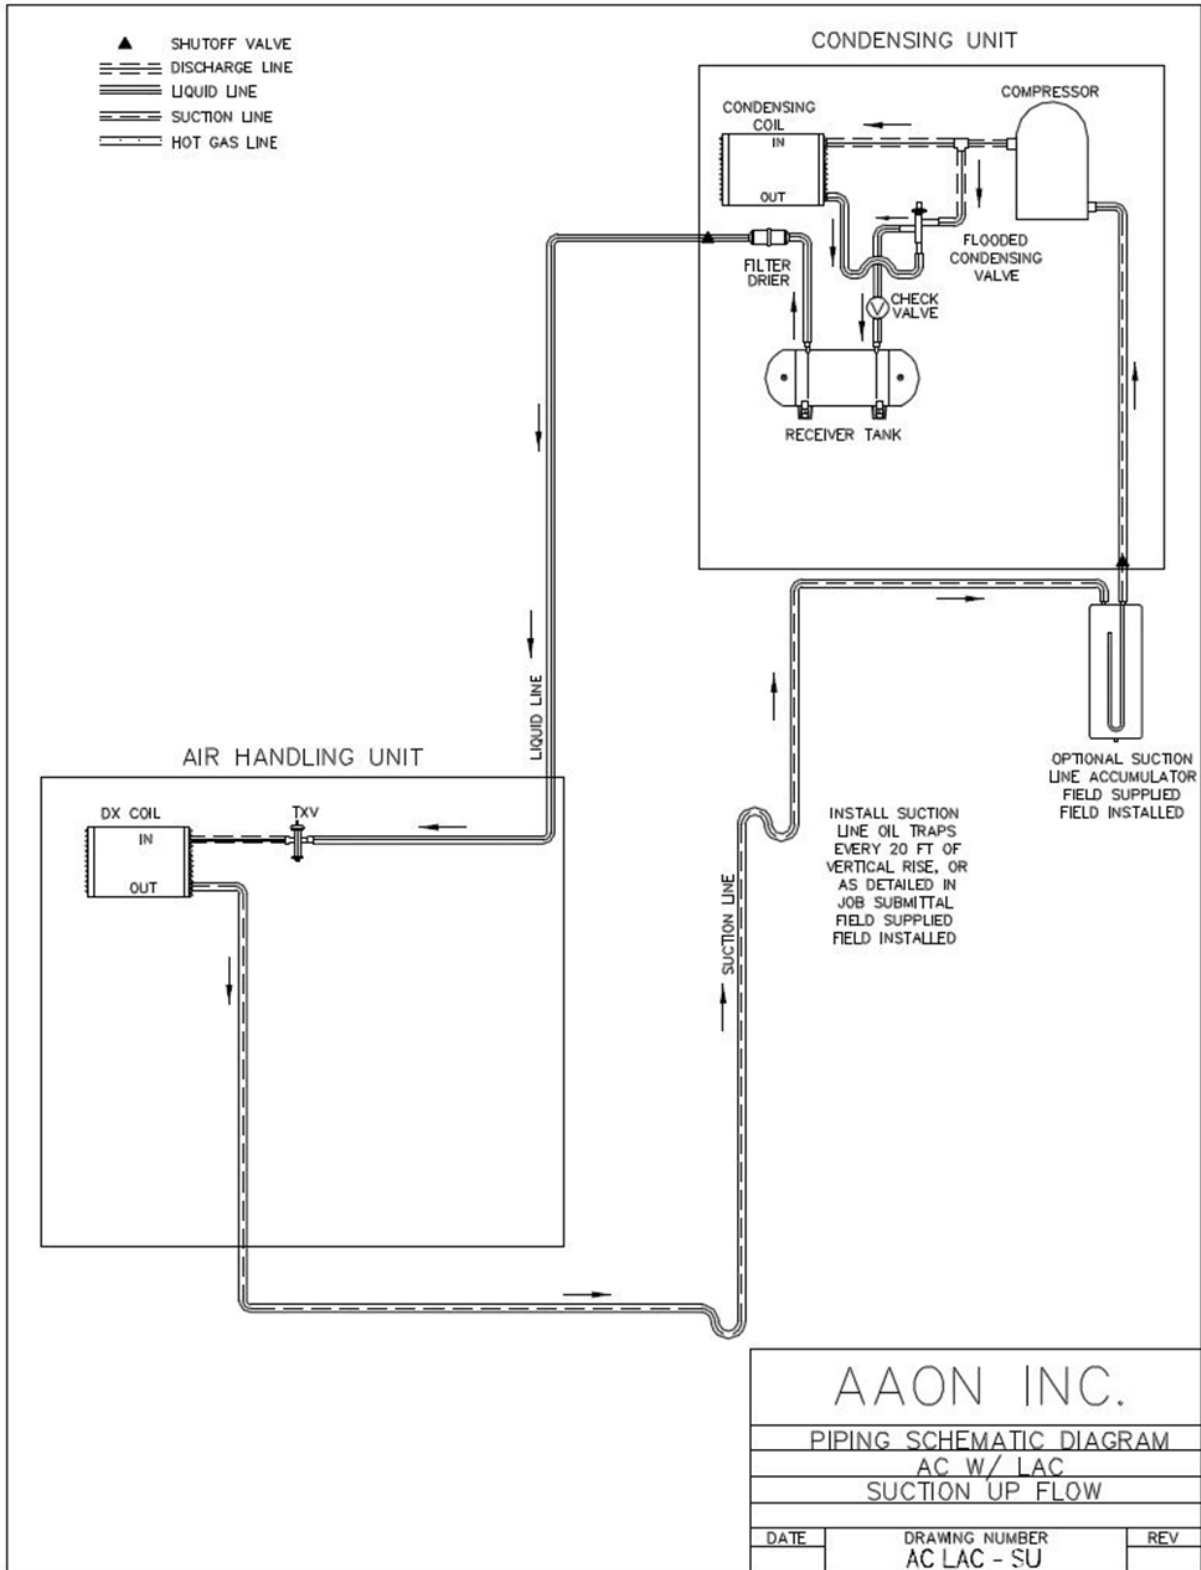 SHUTOFF VALVE
DISCHARGE LINE
LIQUID LINE
SUCTION LINE
HOT GAS LINE
CONDENSING UNIT
COMPRESSOR
CONDENSING
COIL
IN
OUT
FLOODED
CONDENSING
VALVE
FILTER
DRIER
CHECK
VALVE
V
RECEIVER TANK
LIQUID LINE
AIR HANDLING UNIT
DX COIL
TXV
IN
OUT
OPTIONAL SUCTION
LINE ACCUMULATOR
FIELD SUPPLIED
FIELD INSTALLED
INSTALL SUCTION
LINE OIL TRAPS
EVERY 20 FT OF
VERTICAL RISE, OR
AS DETAILED IN
JOB SUBMITTAL
FIELD SUPPLIED
FIELD INSTALLED
SUCTION LINE
AAON INC.
PIPING SCHEMATIC DIAGRAM
AC W/ LAC
SUCTION UP FLOW
DATE
DRAWING NUMBER
REV
AC LAC - SU